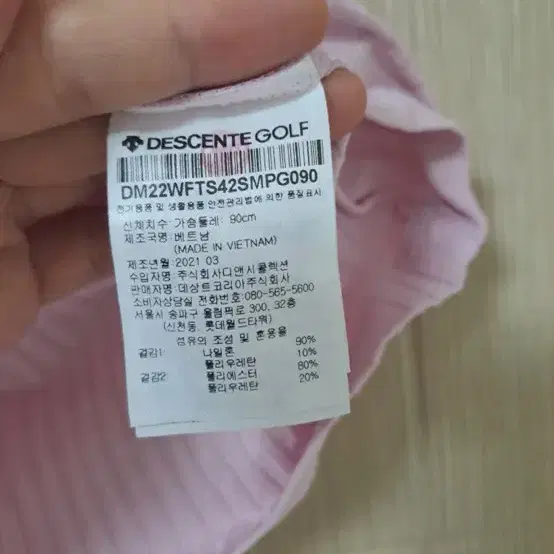 DESCENTE GOLF
DM22WFTS42SMPG090
전기용품 및 생활용품 안전관리법에 의한 품질표시
신체치수: 가슴둘레: 90cm
제조국명: 베트남
(MADE IN VIETNAM)
제조년월: 2021 03
수입자명: 주식회사디앤시콜렉션
판매자명: 데상트코리아주식회사
소비자상담실 전화번호:080-565-5600
서울시 송파구 올림픽로 300, 32층
(신천동, 롯데월드타워)
섬유의 조성 및 혼용율
겉감1: 나일론 90%
폴리우레탄 10%
겉감2: 폴리에스터 80%
폴리우레탄 20%